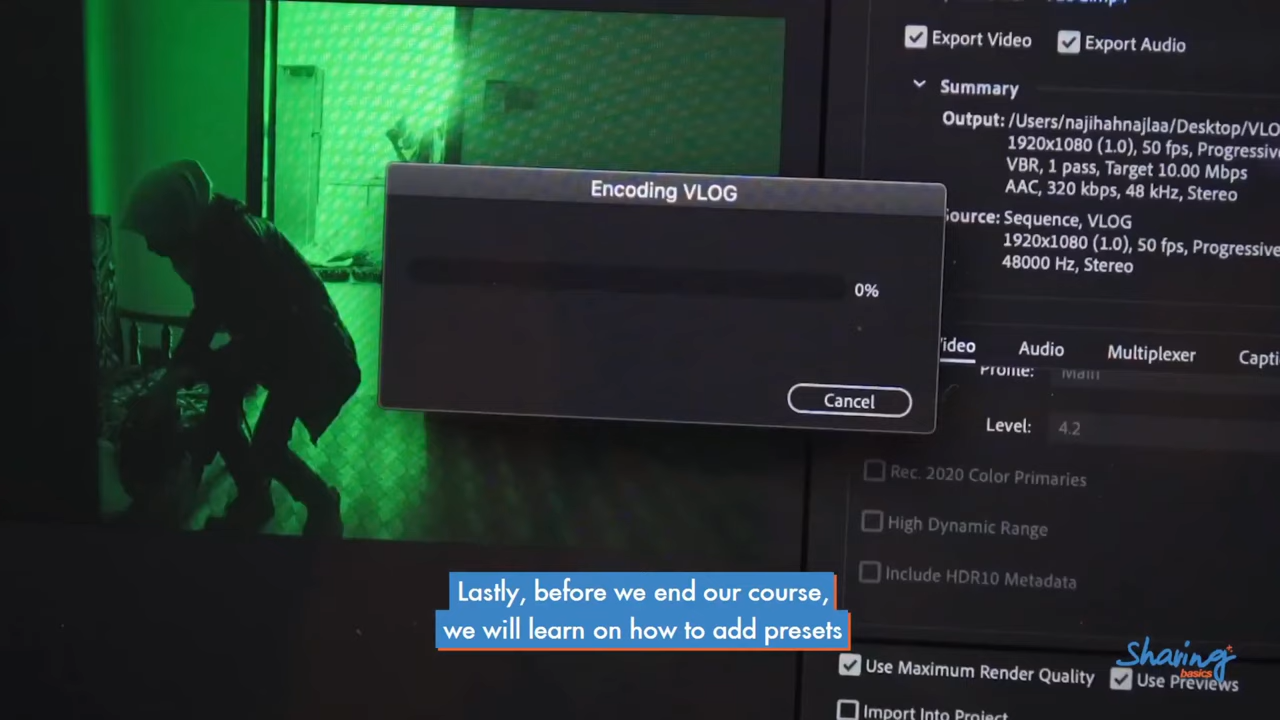 Export Video
Export Audio
Summary
Output: /Users/najihahnajlaa/Desktop/VLO
1920x1080 (1.0), 50 fps, Progressive
VBR, 1 pass, Target 10.00 Mbps
AAC, 320 kbps, 48 kHz, Stereo
Source: Sequence, VLOG
1920x1080 (1.0), 50 fps, Progressive
48000 Hz, Stereo
Encoding VLOG
0%
Cancel
Video
Audio
Multiplexer
Capti
Profile: Main
Level: 4.2
Rec. 2020 Color Primaries
High Dynamic Range
Include HDR10 Metadata
Use Maximum Render Quality
Use Previews
Import Into Project
Lastly, before we end our course,
we will learn on how to add presets
Sharing
basics